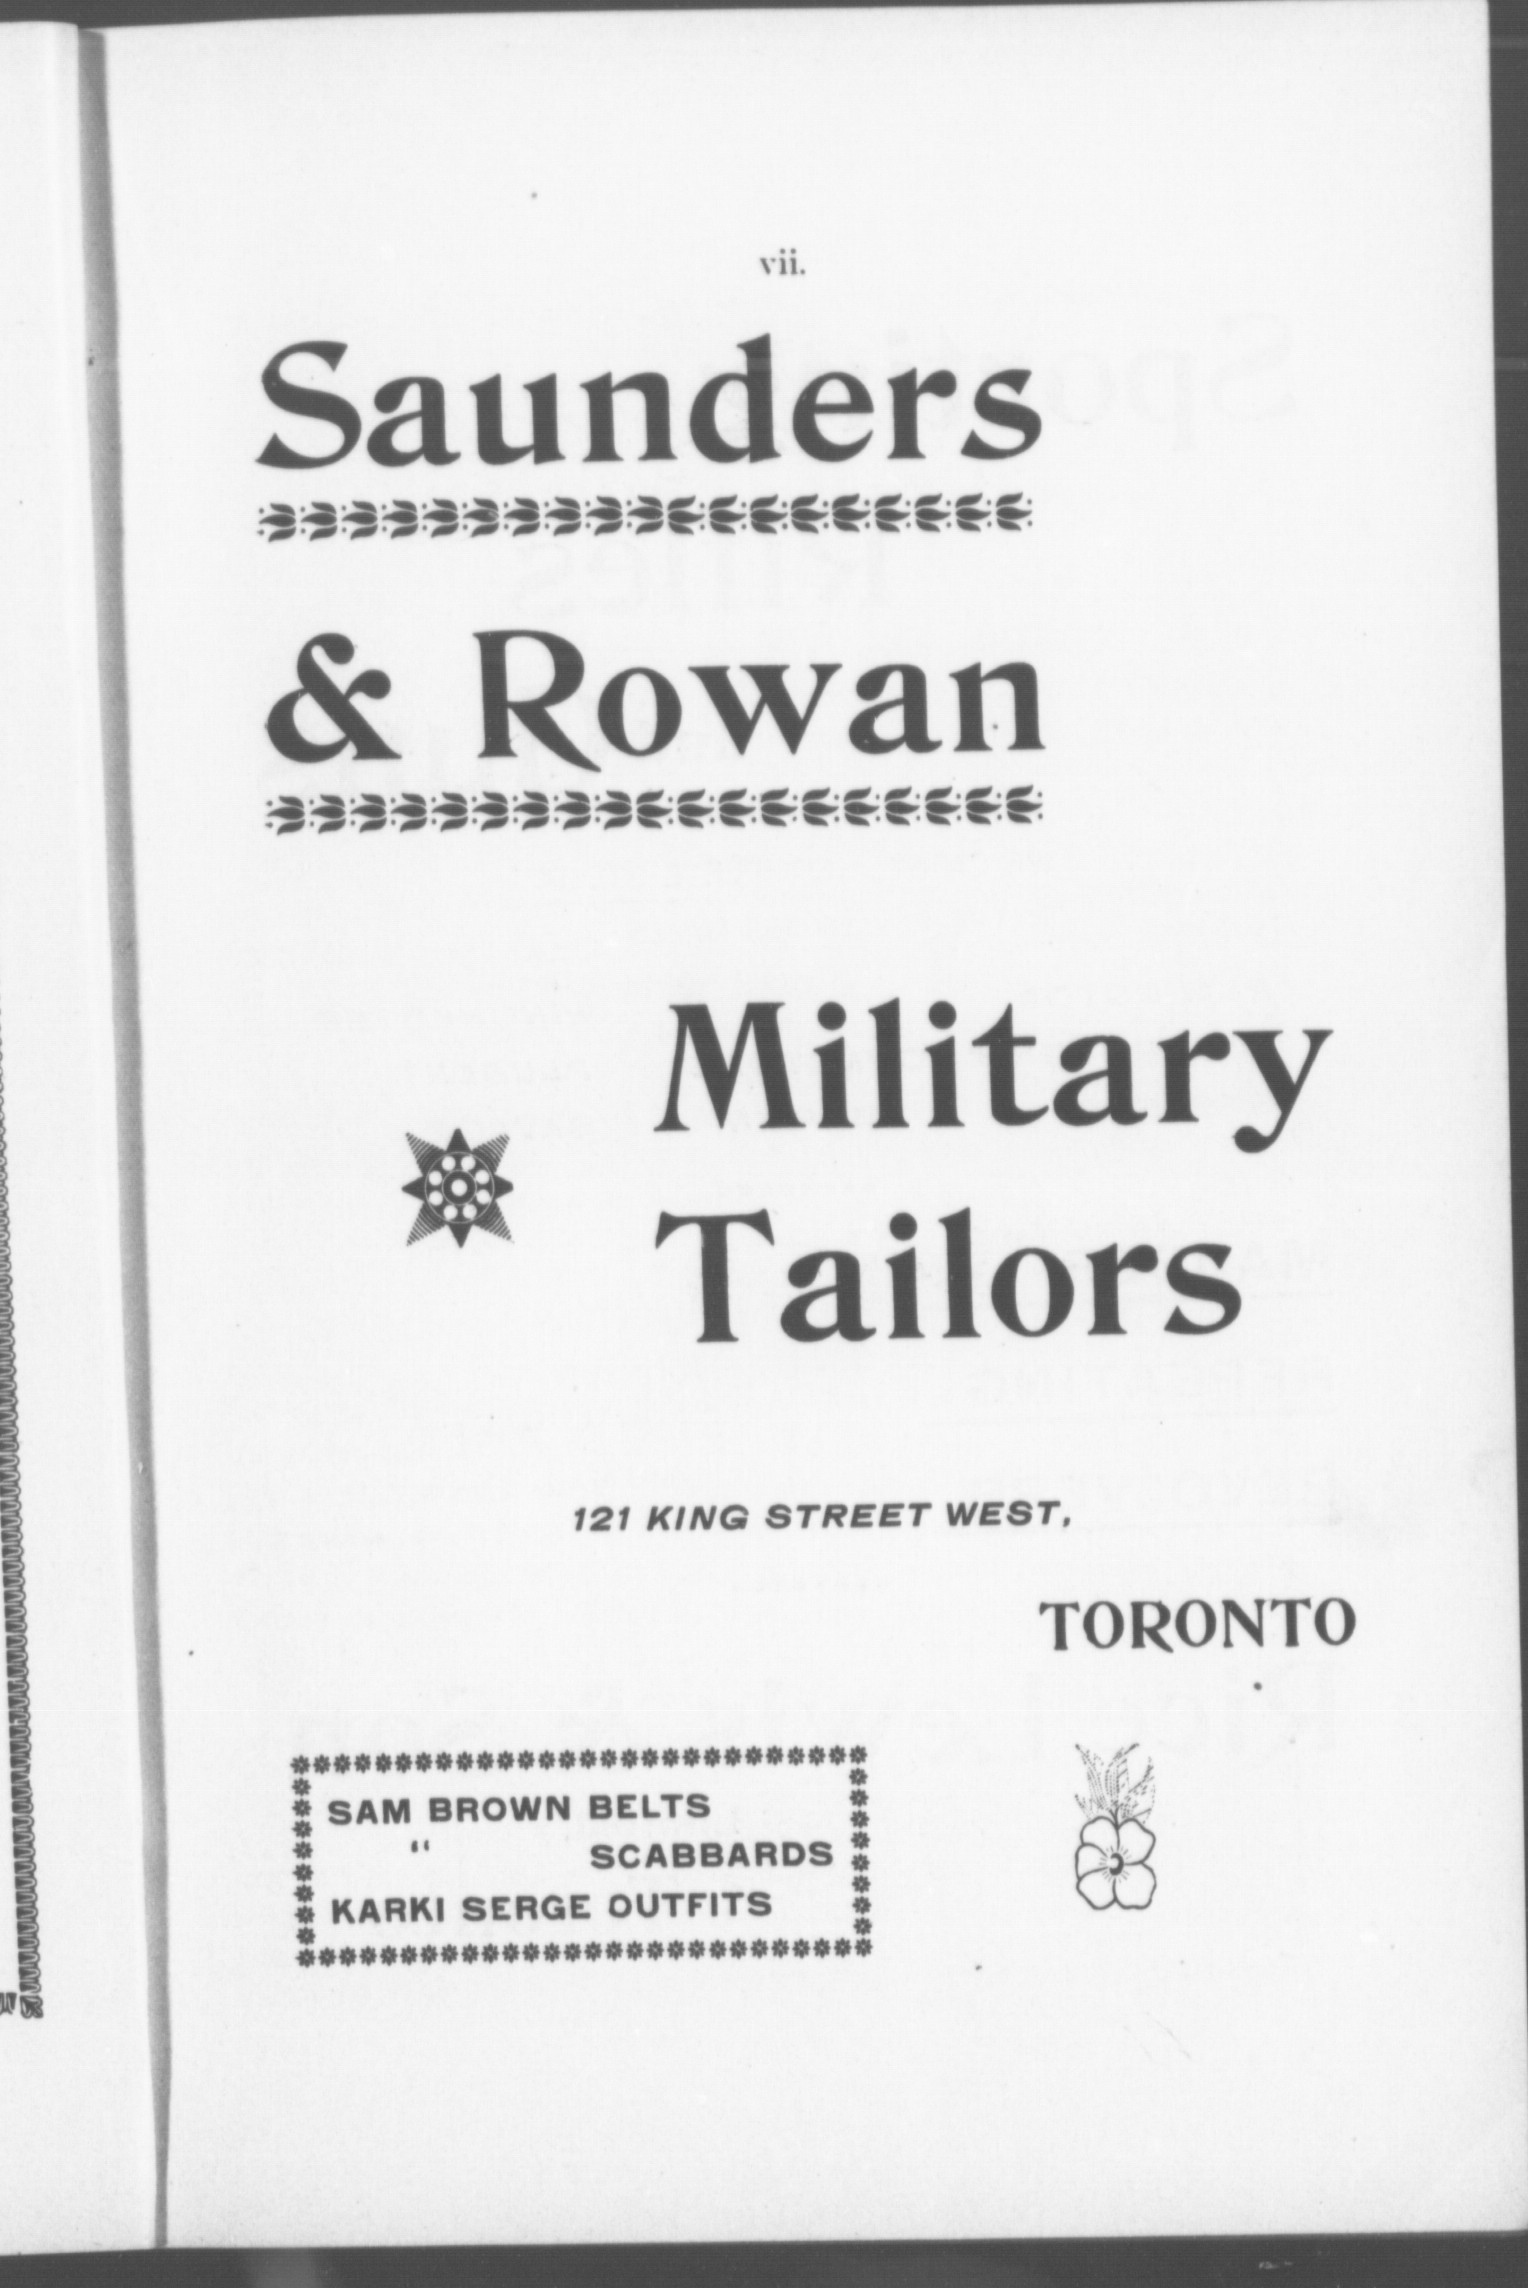 vii.
Saunders
& Rowan
Military
Tailors
121 KING STREET WEST,
TORONTO
SAM BROWN BELTS
“ SCABBARDS
KARKI SERGE OUTFITS